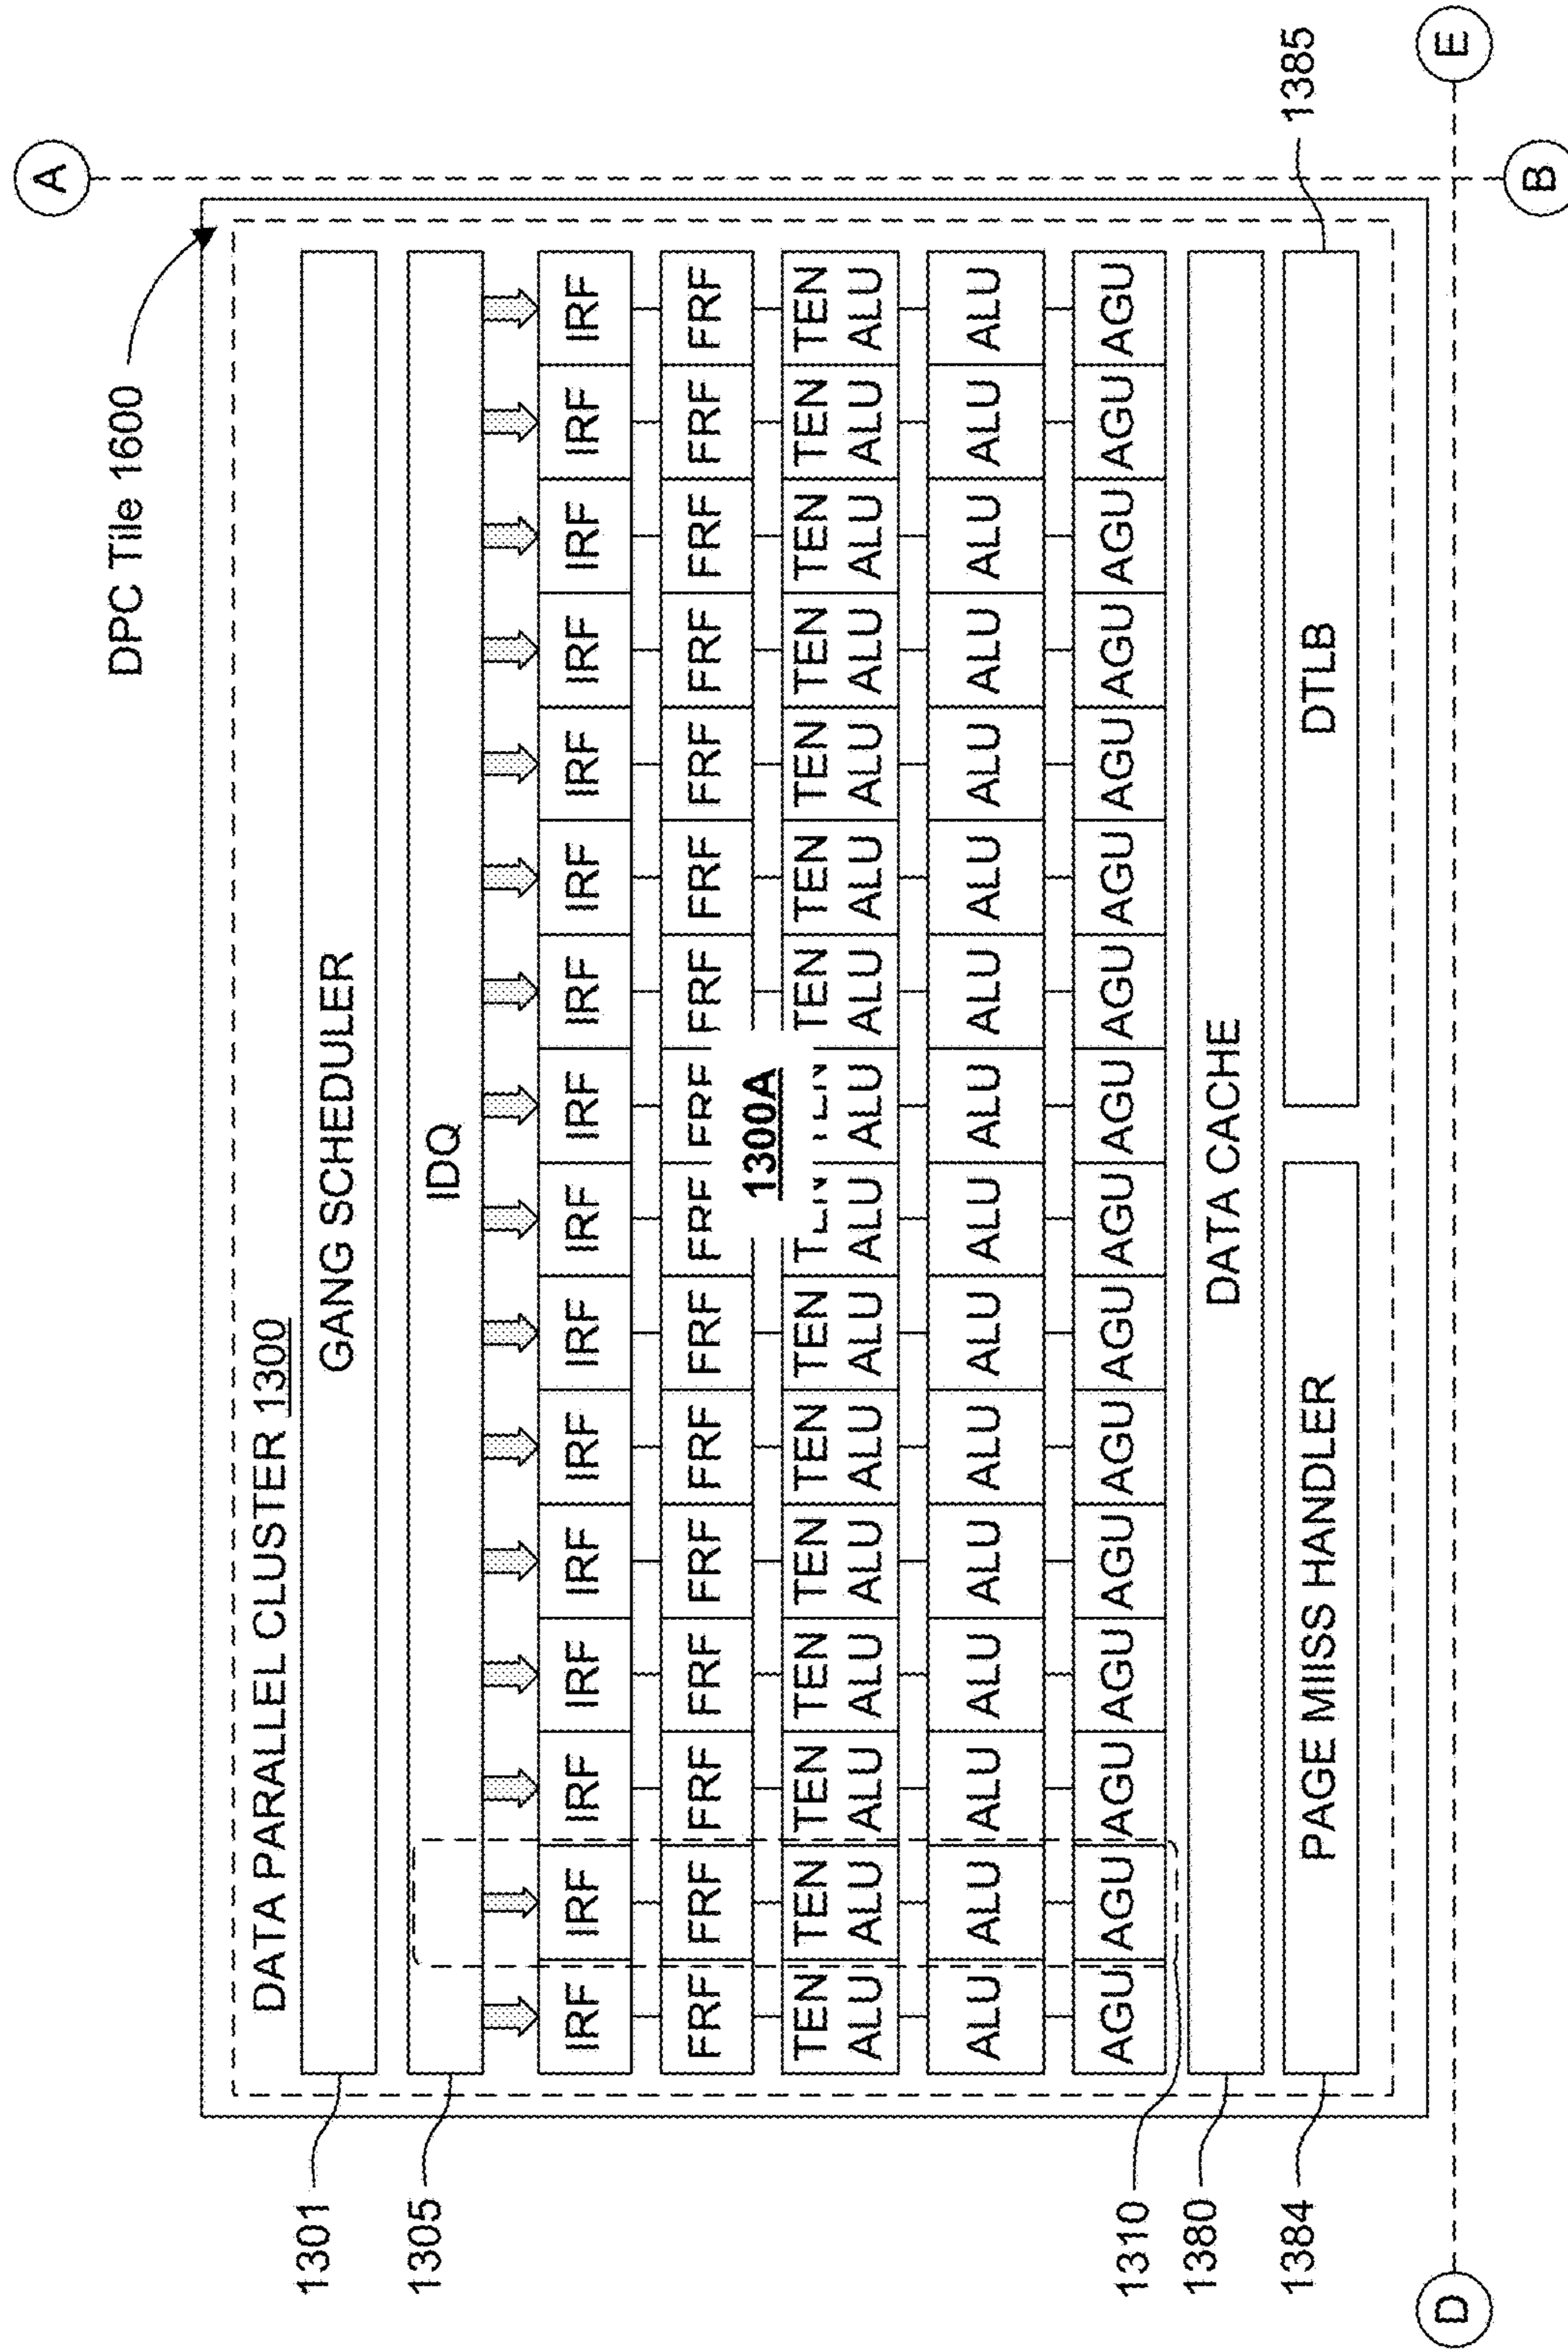 A
DPC Tile 1600
DATA PARALLEL CLUSTER 1300
1301
GANG SCHEDULER
1305
IDQ
IRF IRF IRF IRF IRF IRF IRF IRF IRF IRF IRF IRF IRF IRF IRF IRF
FRF FRF FRF FRF FRF FRF FRF FRF FRF FRF FRF FRF FRF FRF FRF FRF
1300A
TEN TEN TEN TEN TEN TEN TEN TEN TEN TEN TEN TEN TEN TEN
ALU ALU ALU ALU ALU ALU ALU ALU ALU ALU ALU ALU ALU ALU ALU ALU
ALU ALU ALU ALU ALU ALU ALU ALU ALU ALU ALU ALU ALU ALU ALU ALU
AGU AGU AGU AGU AGU AGU AGU AGU AGU AGU AGU AGU AGU AGU AGU AGU
1310
1380
DATA CACHE
1384
PAGE MIISS HANDLER
DTLB
1385
D
E
B